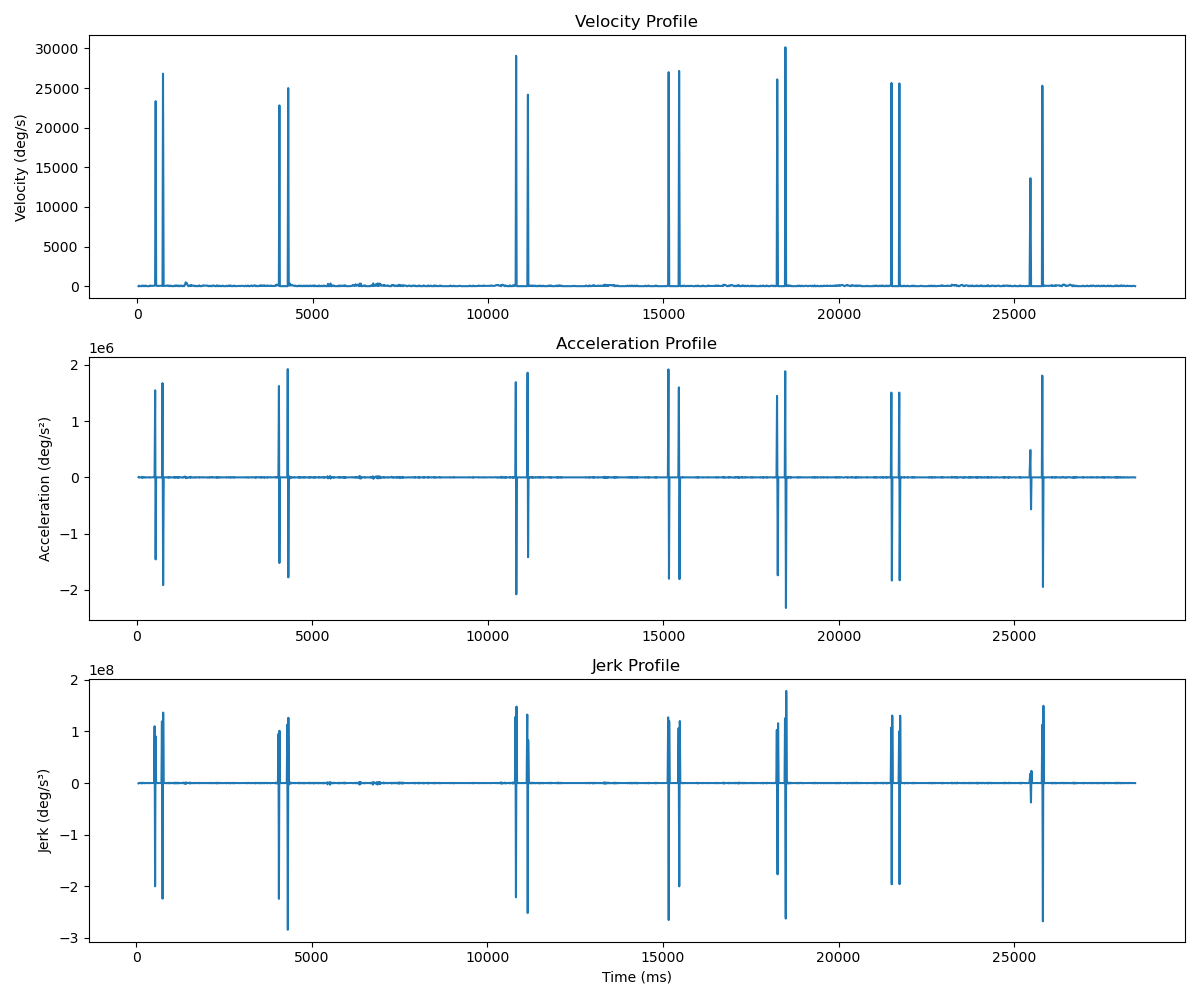 Velocity Profile
30000
25000
20000
15000
10000
5000
0
Velocity (deg/s)
0 5000 10000 15000 20000 25000
Acceleration Profile
1e6
2
1
0
−1
−2
Acceleration (deg/s²)
0 5000 10000 15000 20000 25000
Jerk Profile
1e8
2
1
0
−1
−2
−3
Jerk (deg/s³)
0 5000 10000 15000 20000 25000
Time (ms)